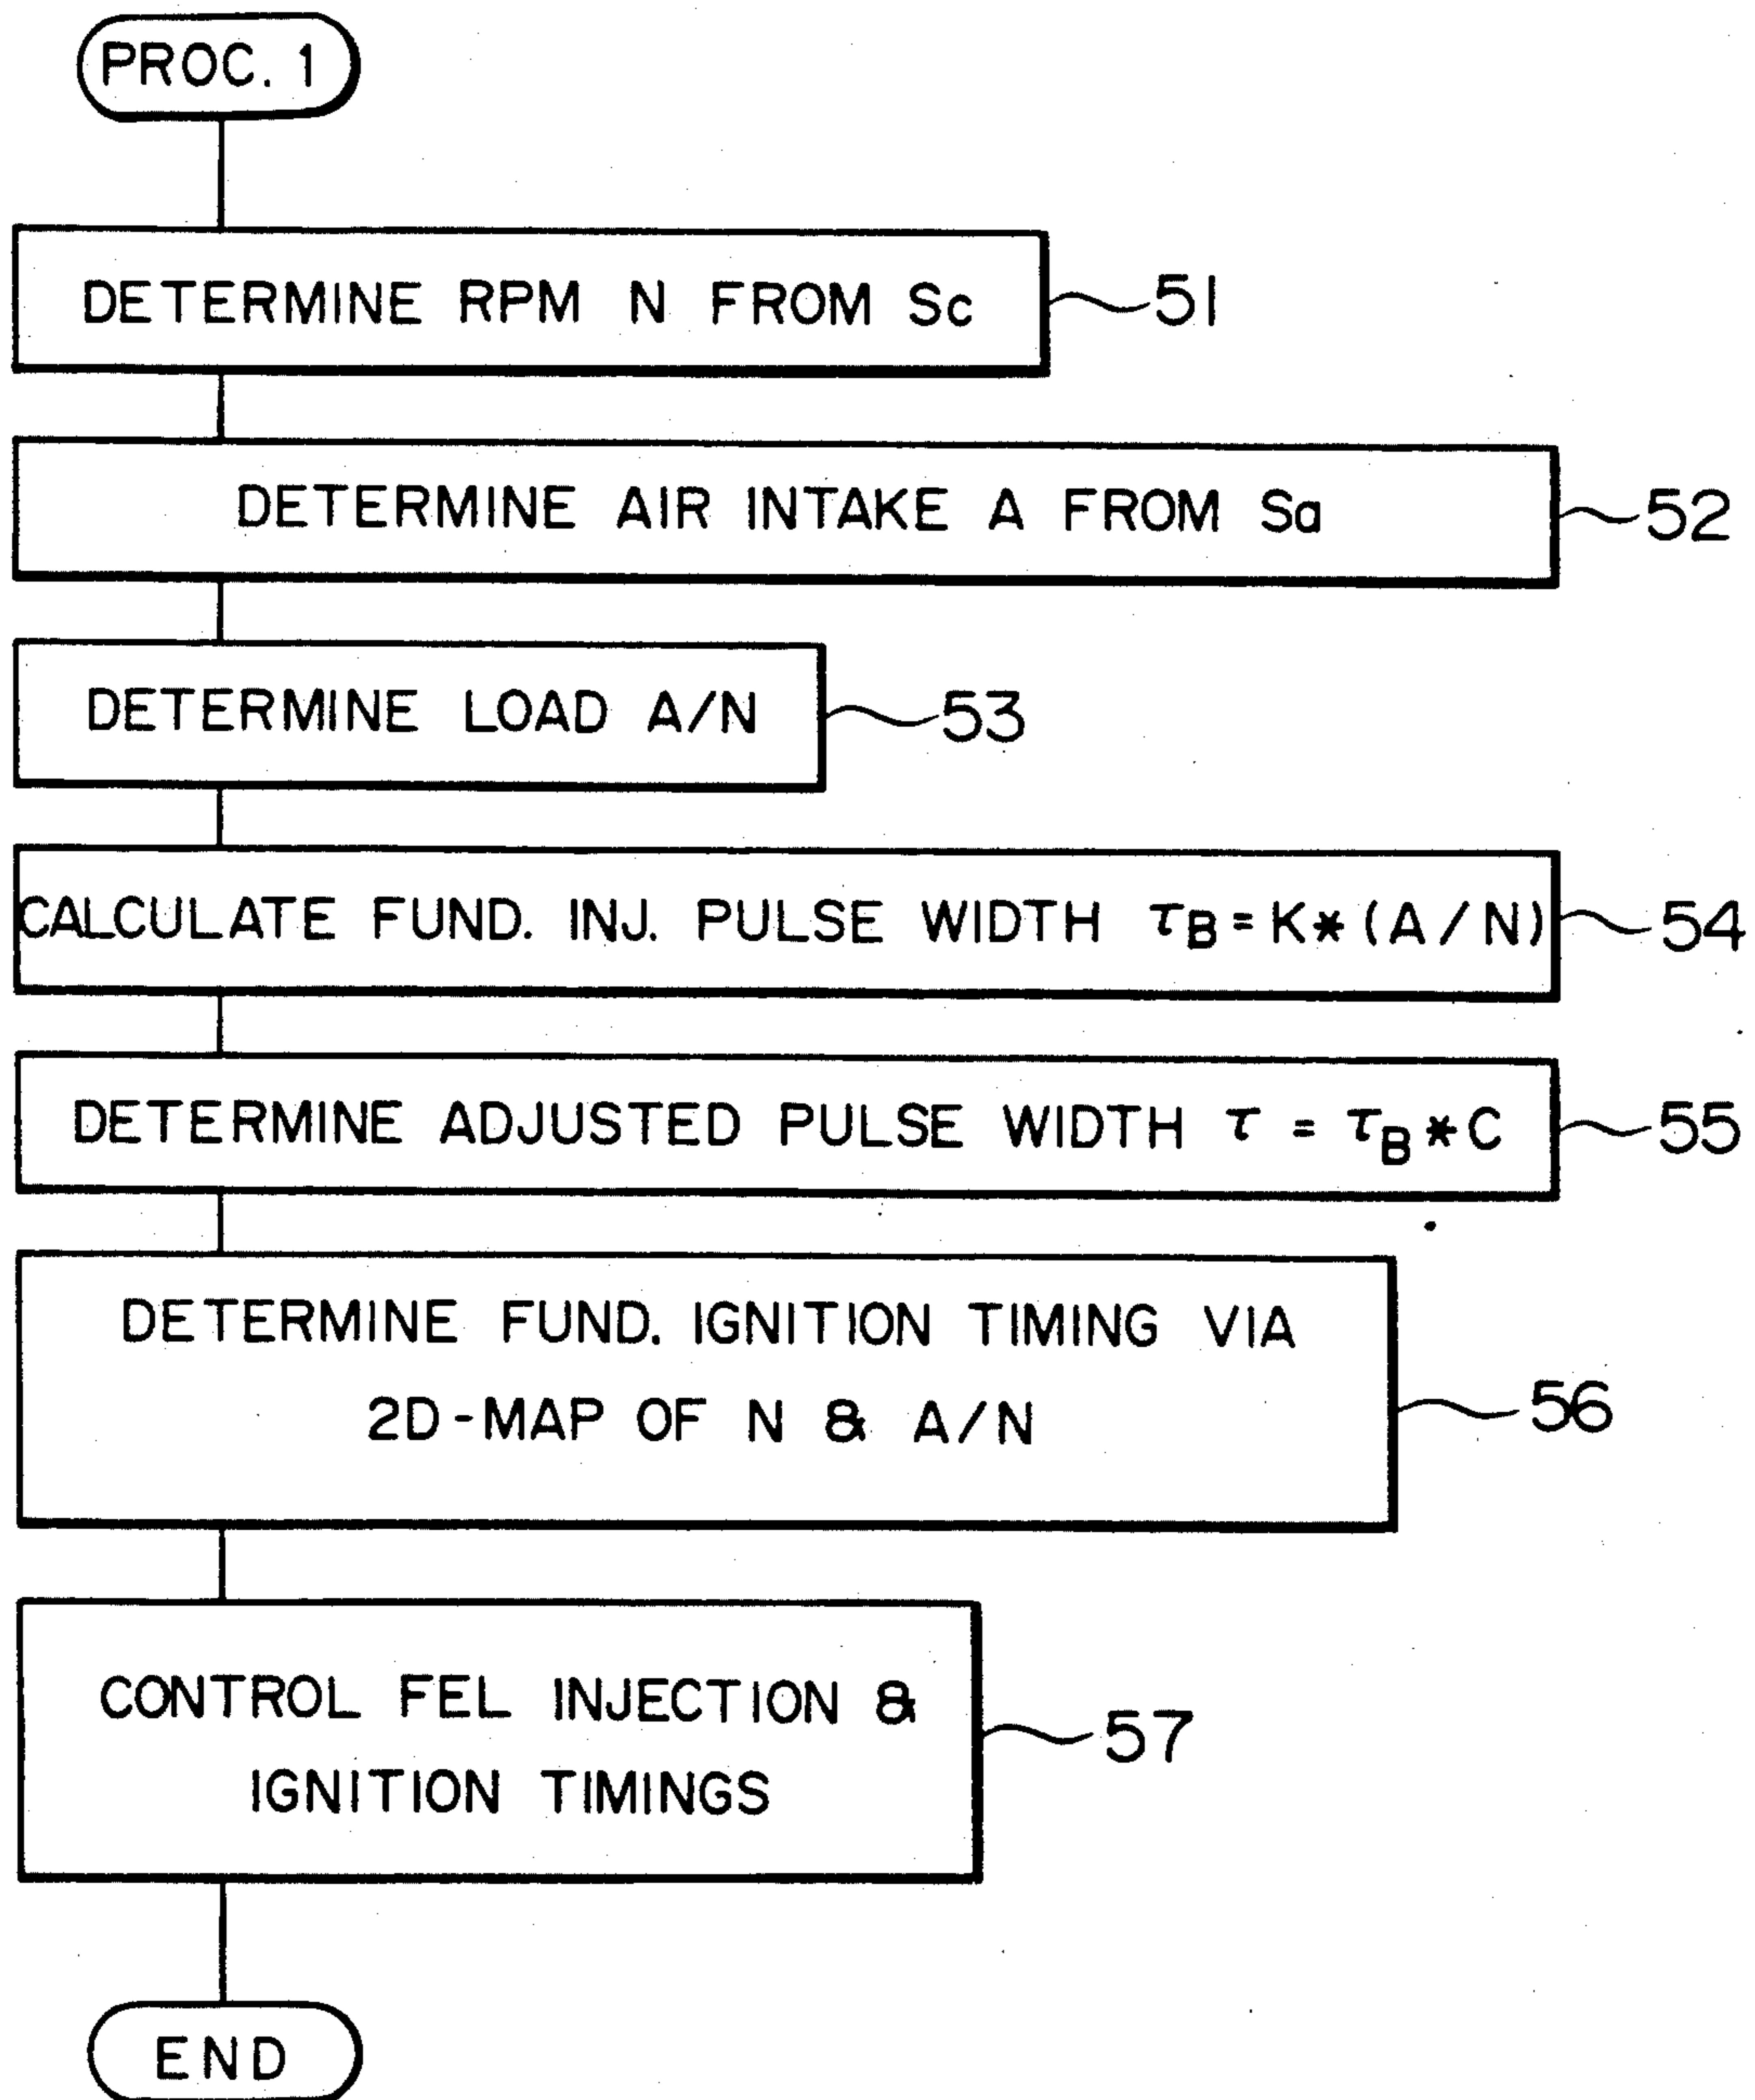 PROC. 1
DETERMINE RPM N FROM Sc
51
DETERMINE AIR INTAKE A FROM Sa
52
DETERMINE LOAD A/N
53
CALCULATE FUND. INJ. PULSE WIDTH τB = K* (A/N)
54
DETERMINE ADJUSTED PULSE WIDTH τ = τB * C
55
DETERMINE FUND. IGNITION TIMING VIA
2D-MAP OF N & A/N
56
CONTROL FEL INJECTION &
IGNITION TIMINGS
57
END